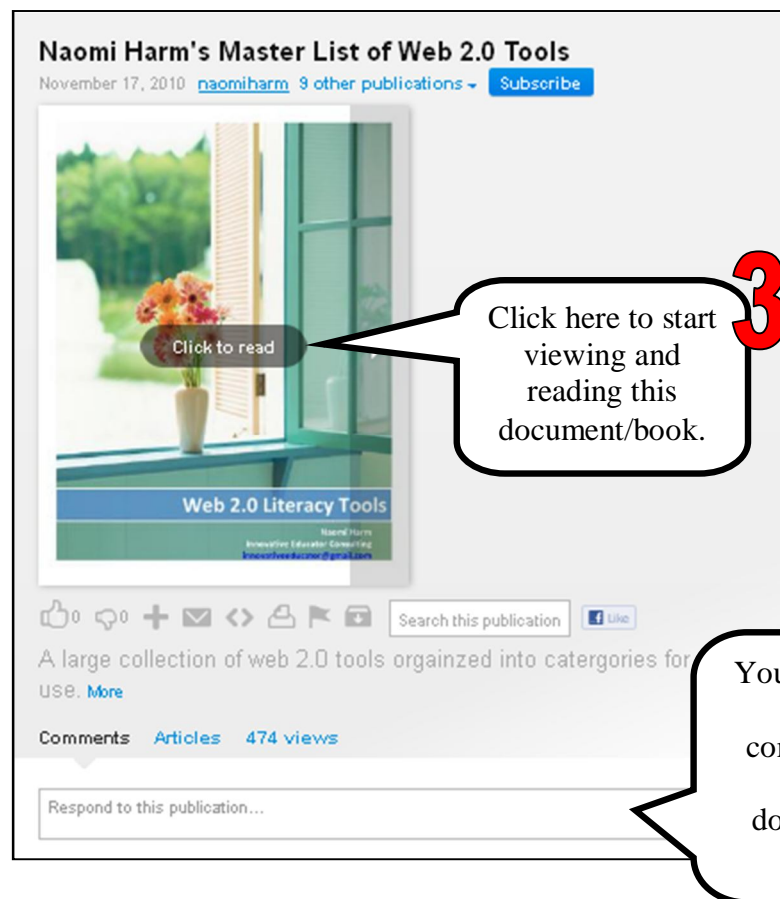 Naomi Harm's Master List of Web 2.0 Tools
November 17, 2010 naomiharm 9 other publications Subscribe
Click to read
Click here to start
viewing and
reading this
document/book.
3
Web 2.0 Literacy Tools
Naomi Harm
Innovative Educator Consulting
innovativeeducator@gmail.com
0 0 Search this publication Like
A large collection of web 2.0 tools orgainzed into catergories for
use. More
Comments Articles 474 views
Respond to this publication...
You